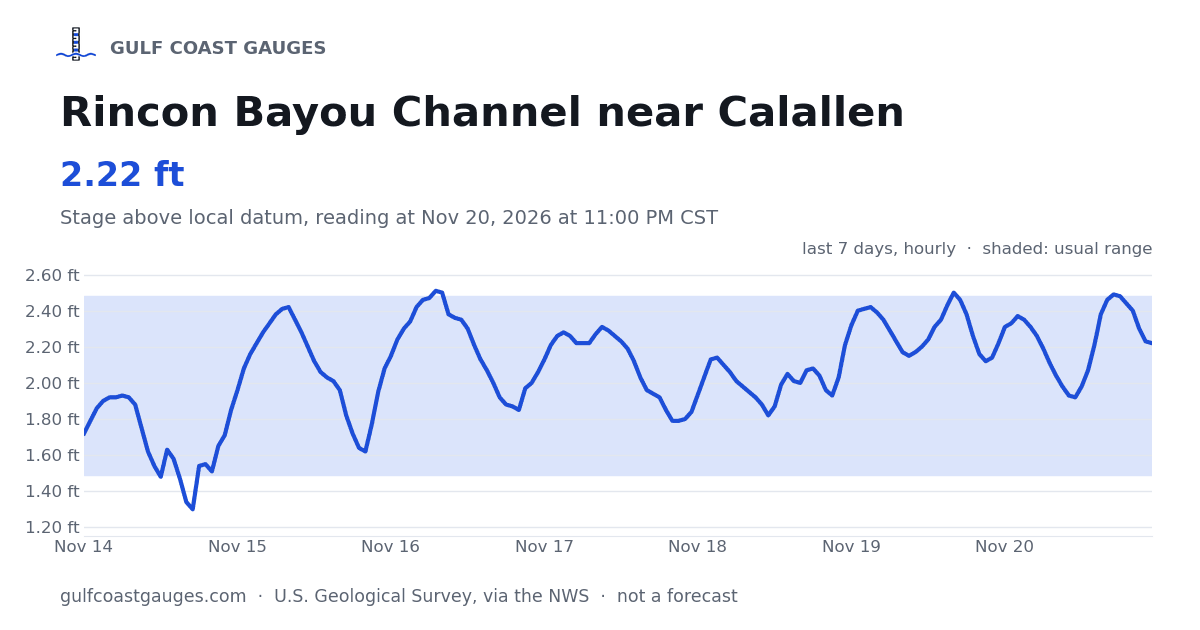 GULF COAST GAUGES
Rincon Bayou Channel near Calallen
2.22 ft
Stage above local datum, reading at Nov 20, 2026 at 11:00 PM CST
last 7 days, hourly · shaded: usual range
2.60 ft
2.40 ft
2.20 ft
2.00 ft
1.80 ft
1.60 ft
1.40 ft
1.20 ft
Nov 14 Nov 15 Nov 16 Nov 17 Nov 18 Nov 19 Nov 20
gulfcoastgauges.com · U.S. Geological Survey, via the NWS · not a forecast